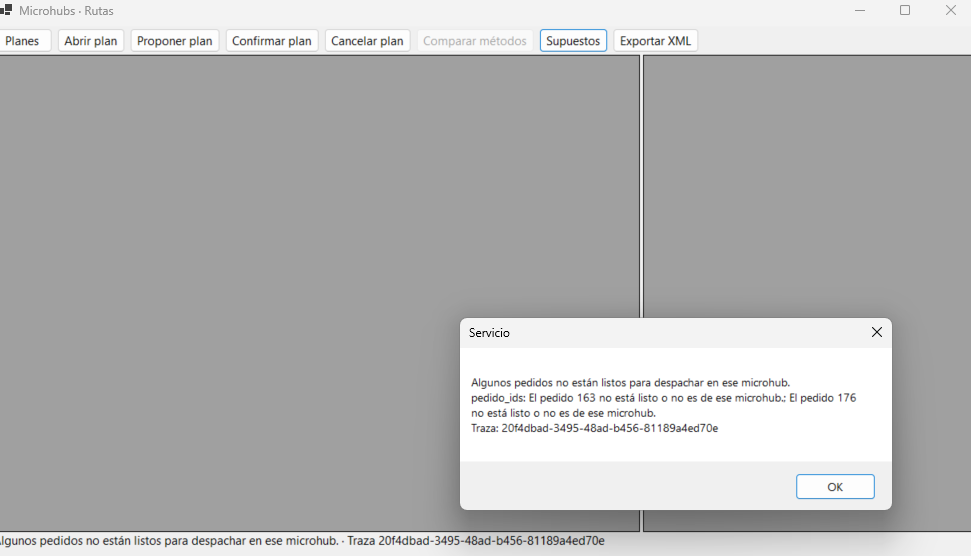 Microhubs · Rutas
Planes Abrir plan Proponer plan Confirmar plan Cancelar plan Comparar métodos Supuestos Exportar XML
Servicio
Algunos pedidos no están listos para despachar en ese microhub.
pedido_ids: El pedido 163 no está listo o no es de ese microhub.; El pedido 176
no está listo o no es de ese microhub.
Traza: 20f4dbad-3495-48ad-b456-81189a4ed70e
OK
lgunos pedidos no están listos para despachar en ese microhub. · Traza 20f4dbad-3495-48ad-b456-81189a4ed70e